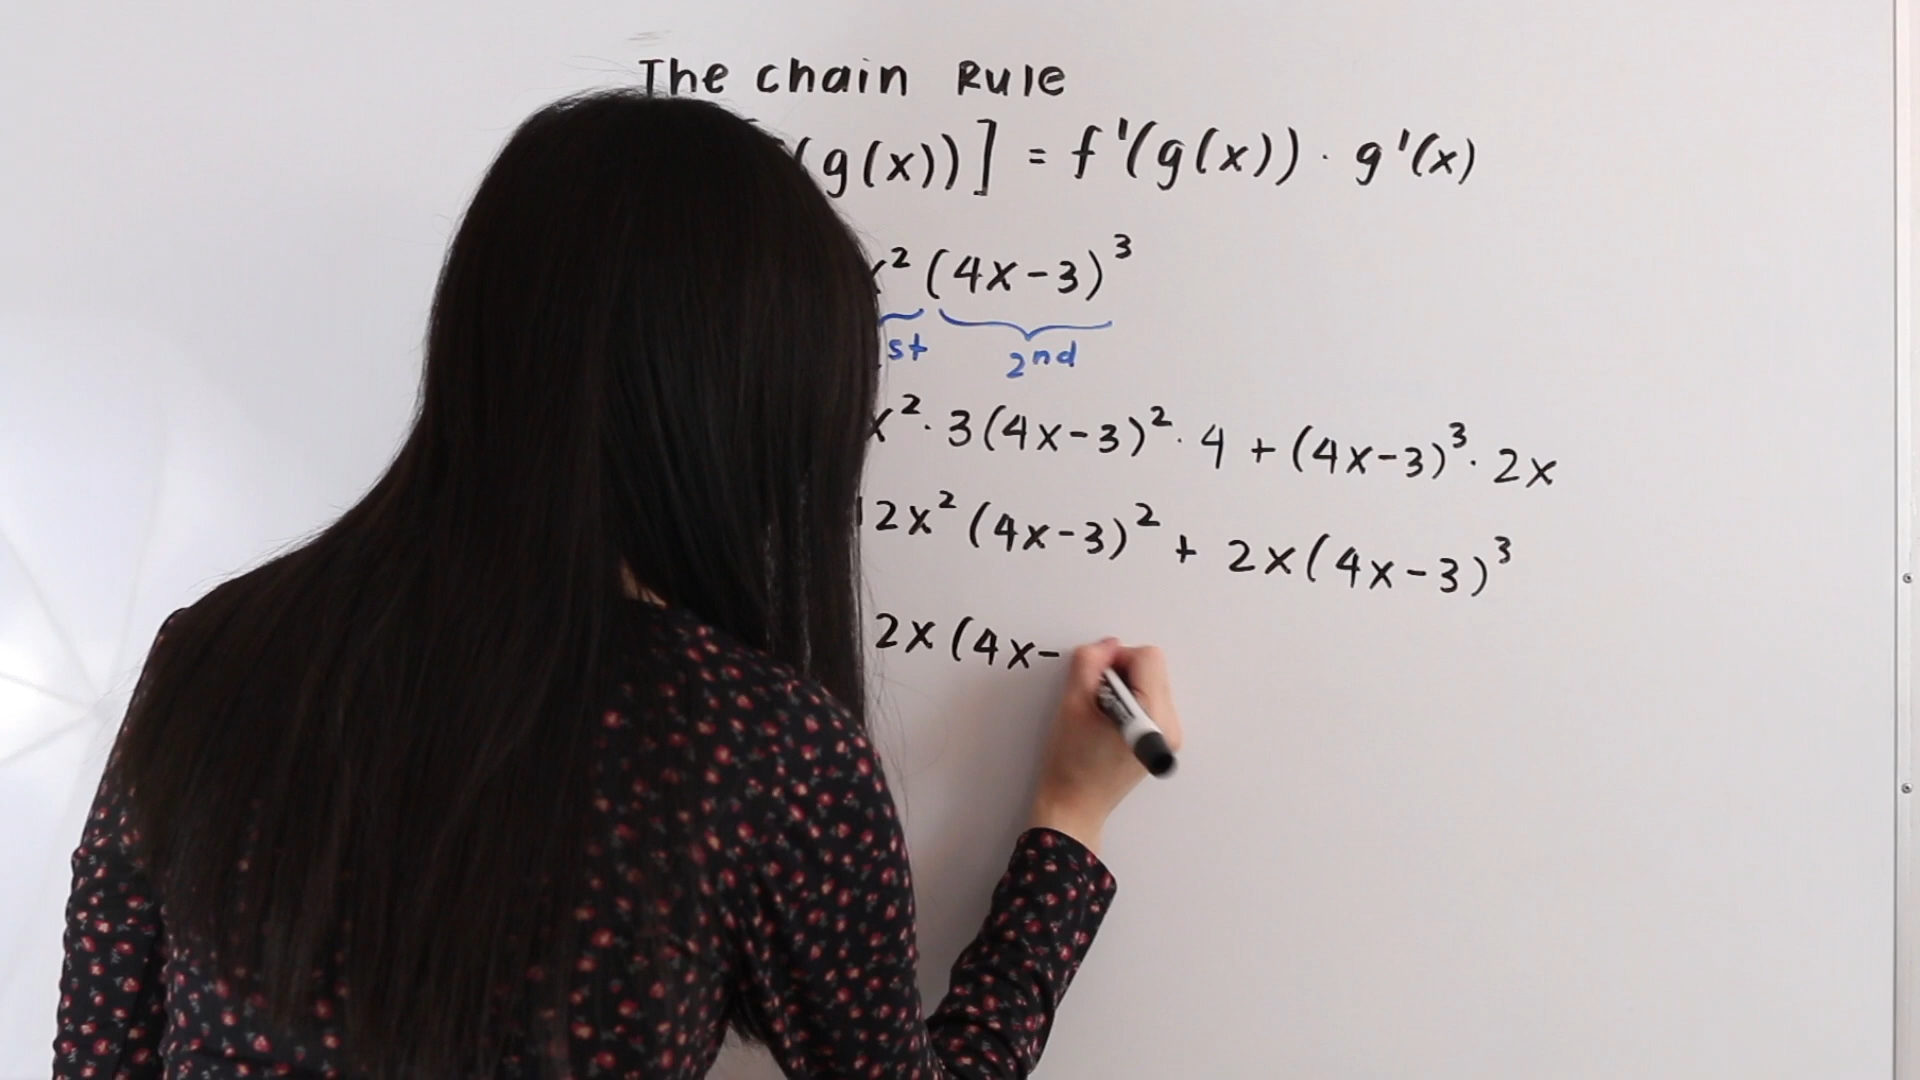 The chain Rule
(g(x))] = f'(g(x)) · g'(x)
x² (4x-3)³
st 2nd
x² · 3(4x-3)² · 4 + (4x-3)³ · 2x
12x² (4x-3)² + 2x(4x-3)³
2x (4x-